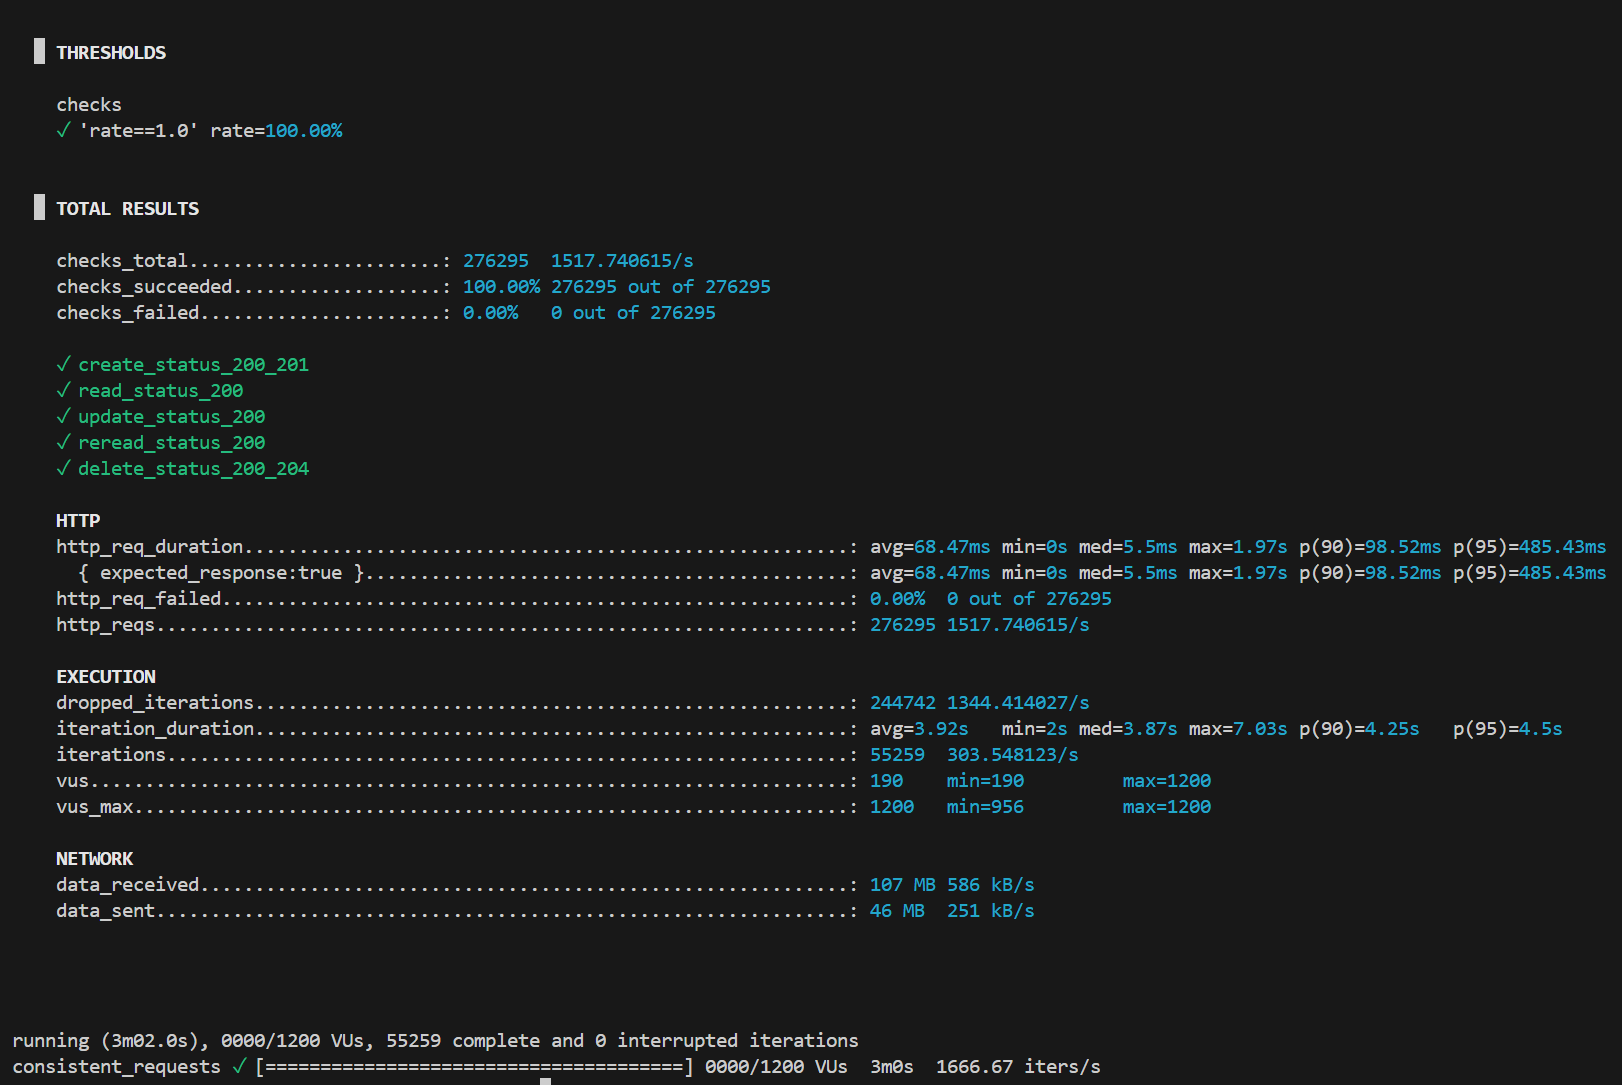 THRESHOLDS
checks
✓ 'rate==1.0' rate=100.00%
TOTAL RESULTS
checks_total.......................: 276295  1517.740615/s
checks_succeeded...................: 100.00% 276295 out of 276295
checks_failed......................: 0.00%   0 out of 276295
✓ create_status_200_201
✓ read_status_200
✓ update_status_200
✓ reread_status_200
✓ delete_status_200_204
HTTP
http_req_duration.......................................................: avg=68.47ms min=0s med=5.5ms max=1.97s p(90)=98.52ms p(95)=485.43ms
{ expected_response:true }............................................: avg=68.47ms min=0s med=5.5ms max=1.97s p(90)=98.52ms p(95)=485.43ms
http_req_failed.........................................................: 0.00%  0 out of 276295
http_reqs...............................................................: 276295 1517.740615/s
EXECUTION
dropped_iterations......................................................: 244742 1344.414027/s
iteration_duration......................................................: avg=3.92s   min=2s med=3.87s max=7.03s p(90)=4.25s   p(95)=4.5s
iterations..............................................................: 55259  303.548123/s
vus.....................................................................: 190    min=190         max=1200
vus_max.................................................................: 1200   min=956         max=1200
NETWORK
data_received...........................................................: 107 MB 586 kB/s
data_sent...............................................................: 46 MB  251 kB/s
running (3m02.0s), 0000/1200 VUs, 55259 complete and 0 interrupted iterations
consistent_requests ✓ [======================================] 0000/1200 VUs  3m0s  1666.67 iters/s